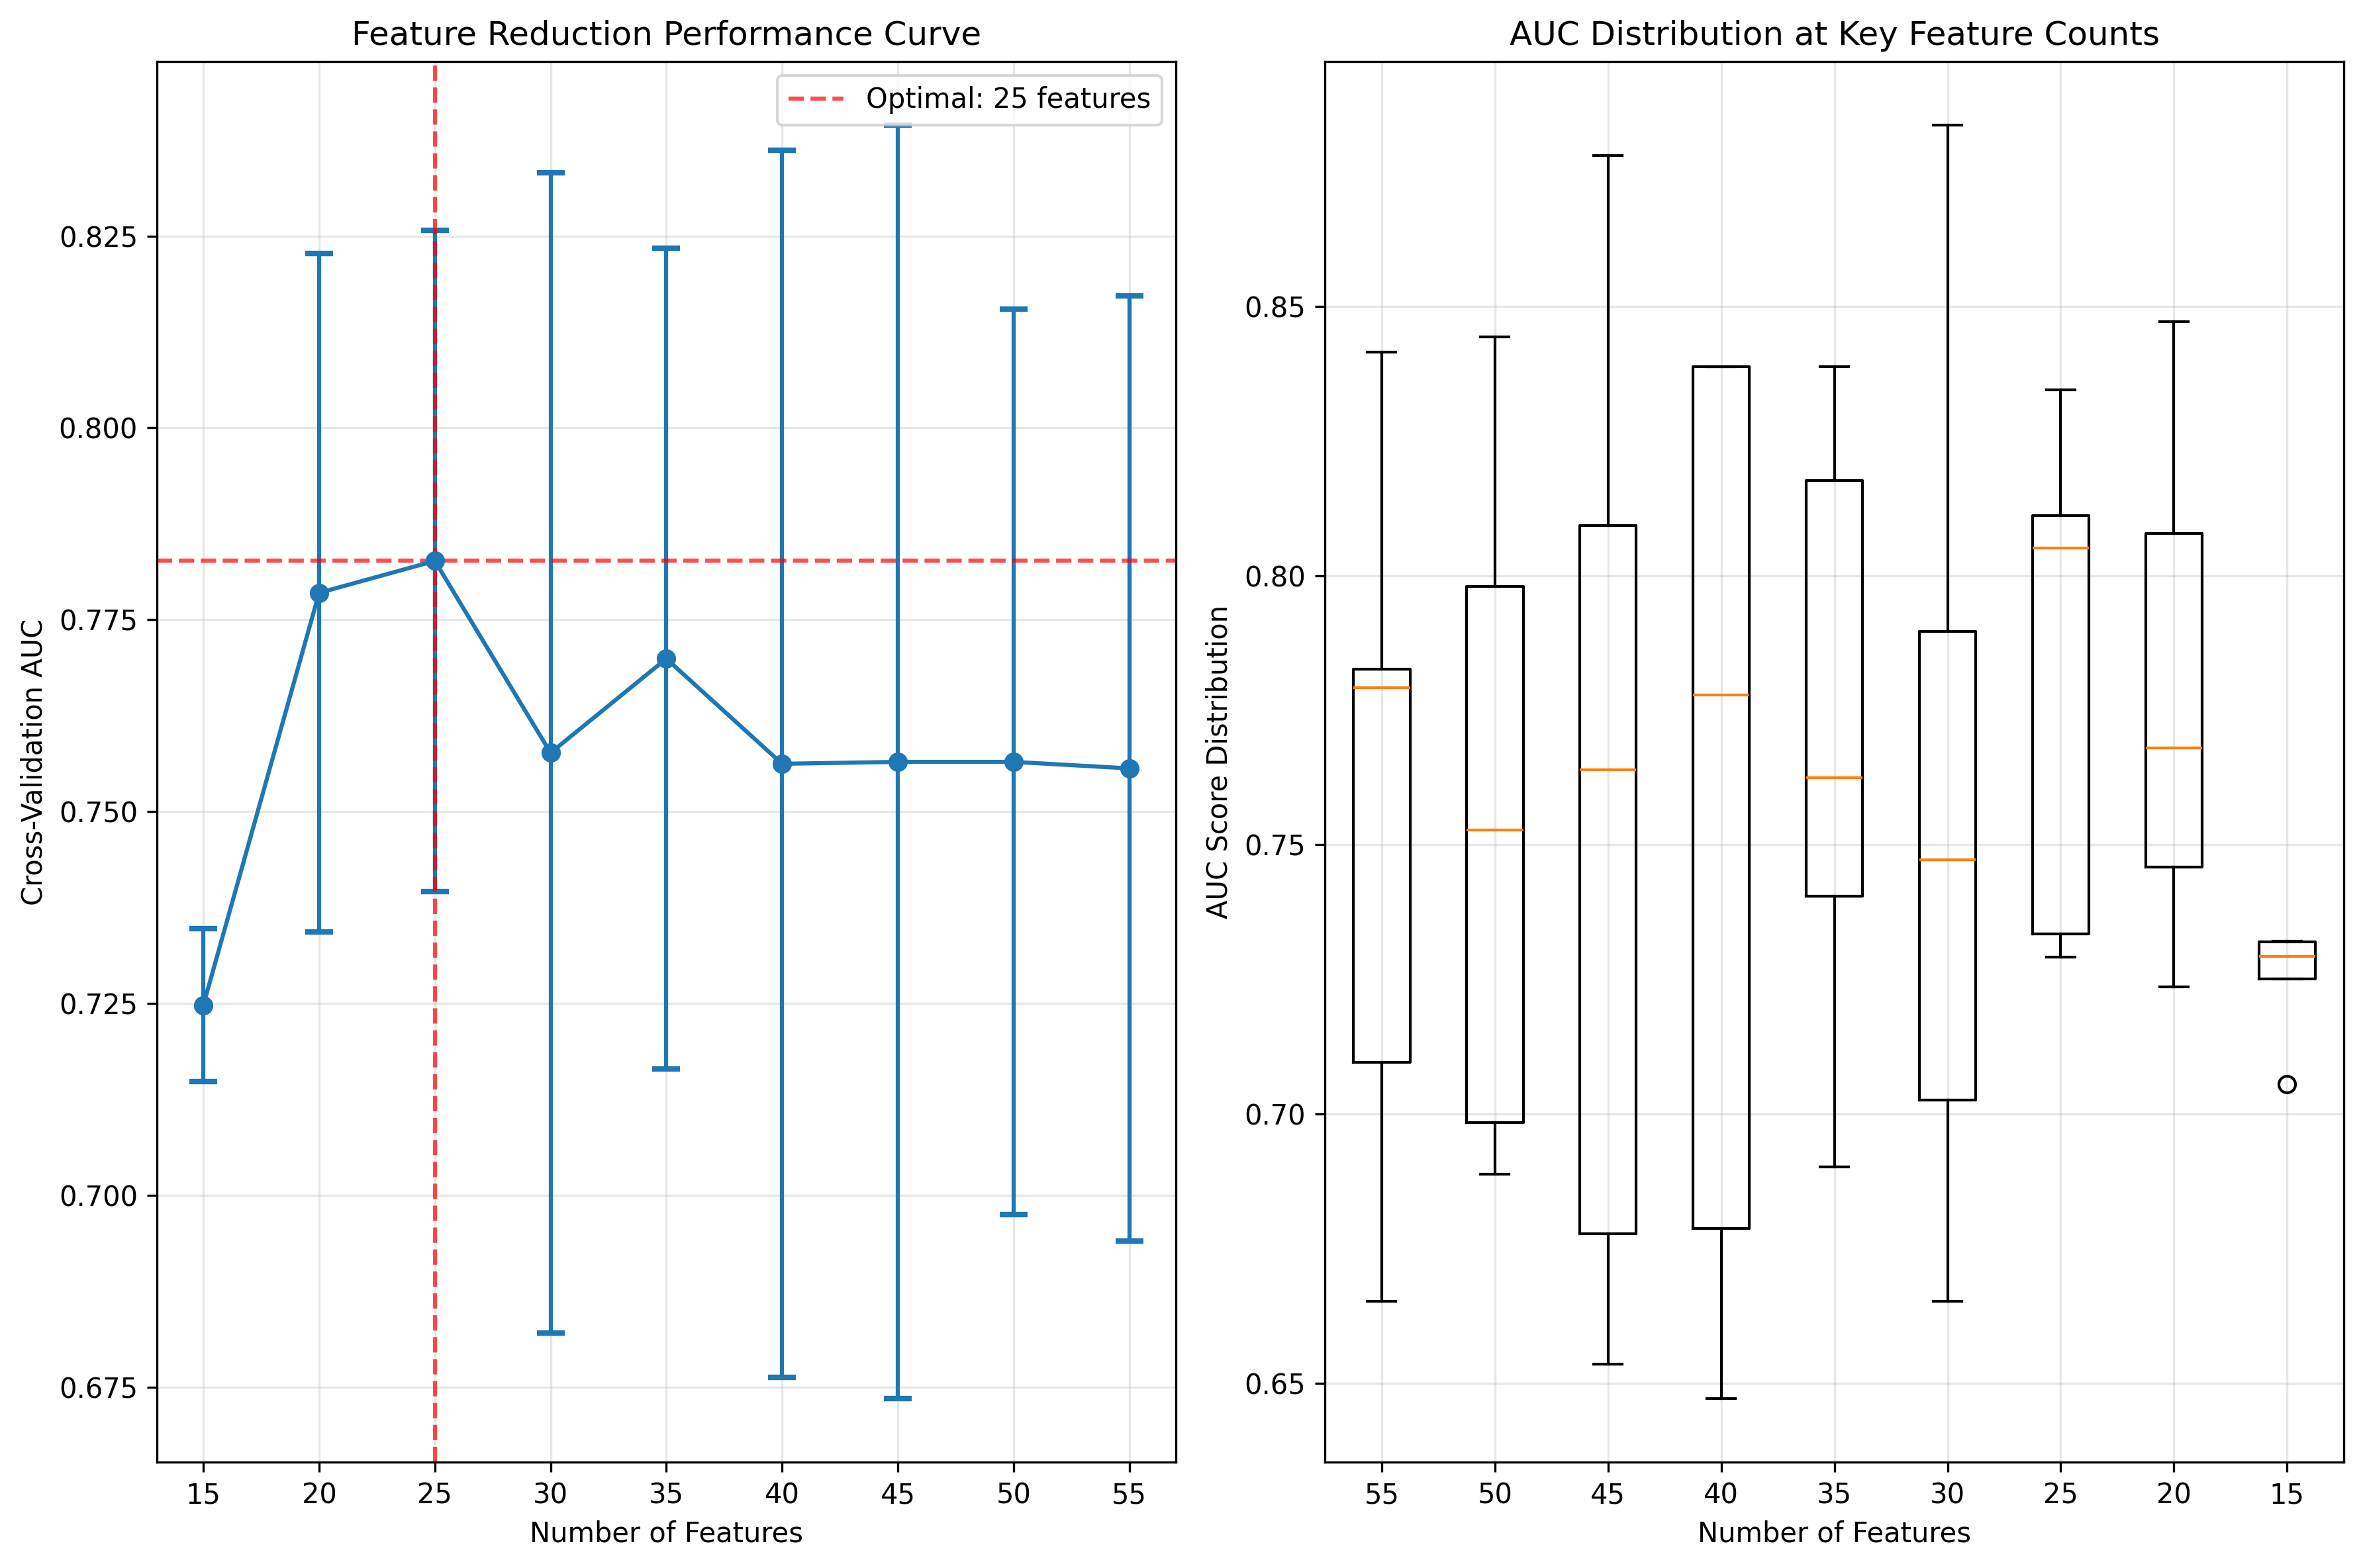 Feature Reduction Performance Curve
Optimal: 25 features
Cross-Validation AUC
0.825
0.800
0.775
0.750
0.725
0.700
0.675
15 20 25 30 35 40 45 50 55
Number of Features
AUC Distribution at Key Feature Counts
AUC Score Distribution
0.85
0.80
0.75
0.70
0.65
55 50 45 40 35 30 25 20 15
Number of Features